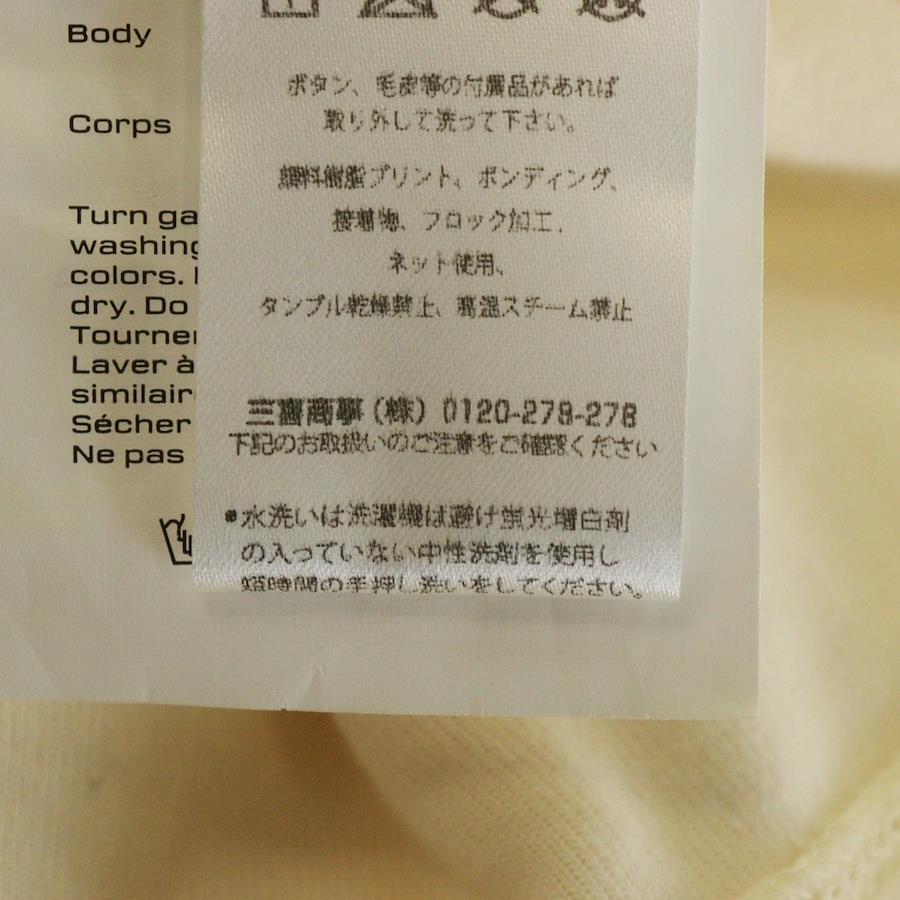 Body
Corps
Turn ga
washing
colors.
dry. Do
Tourner
Laver à
similair
Sécher
Ne pas
ボタン、毛皮等の付属品があれば
取り外して洗って下さい。
顔料樹脂プリント、ボンディング、
接着物、フロック加工、
ネット使用、
タンブル乾燥禁止、高温スチーム禁止
三喜商事(株) 0120-278-278
下記のお取扱いのご注意をご確認ください
●水洗いは洗濯機は避け蛍光増白剤
の入っていない中性洗剤を使用し
短時間の手押し洗いをしてください。